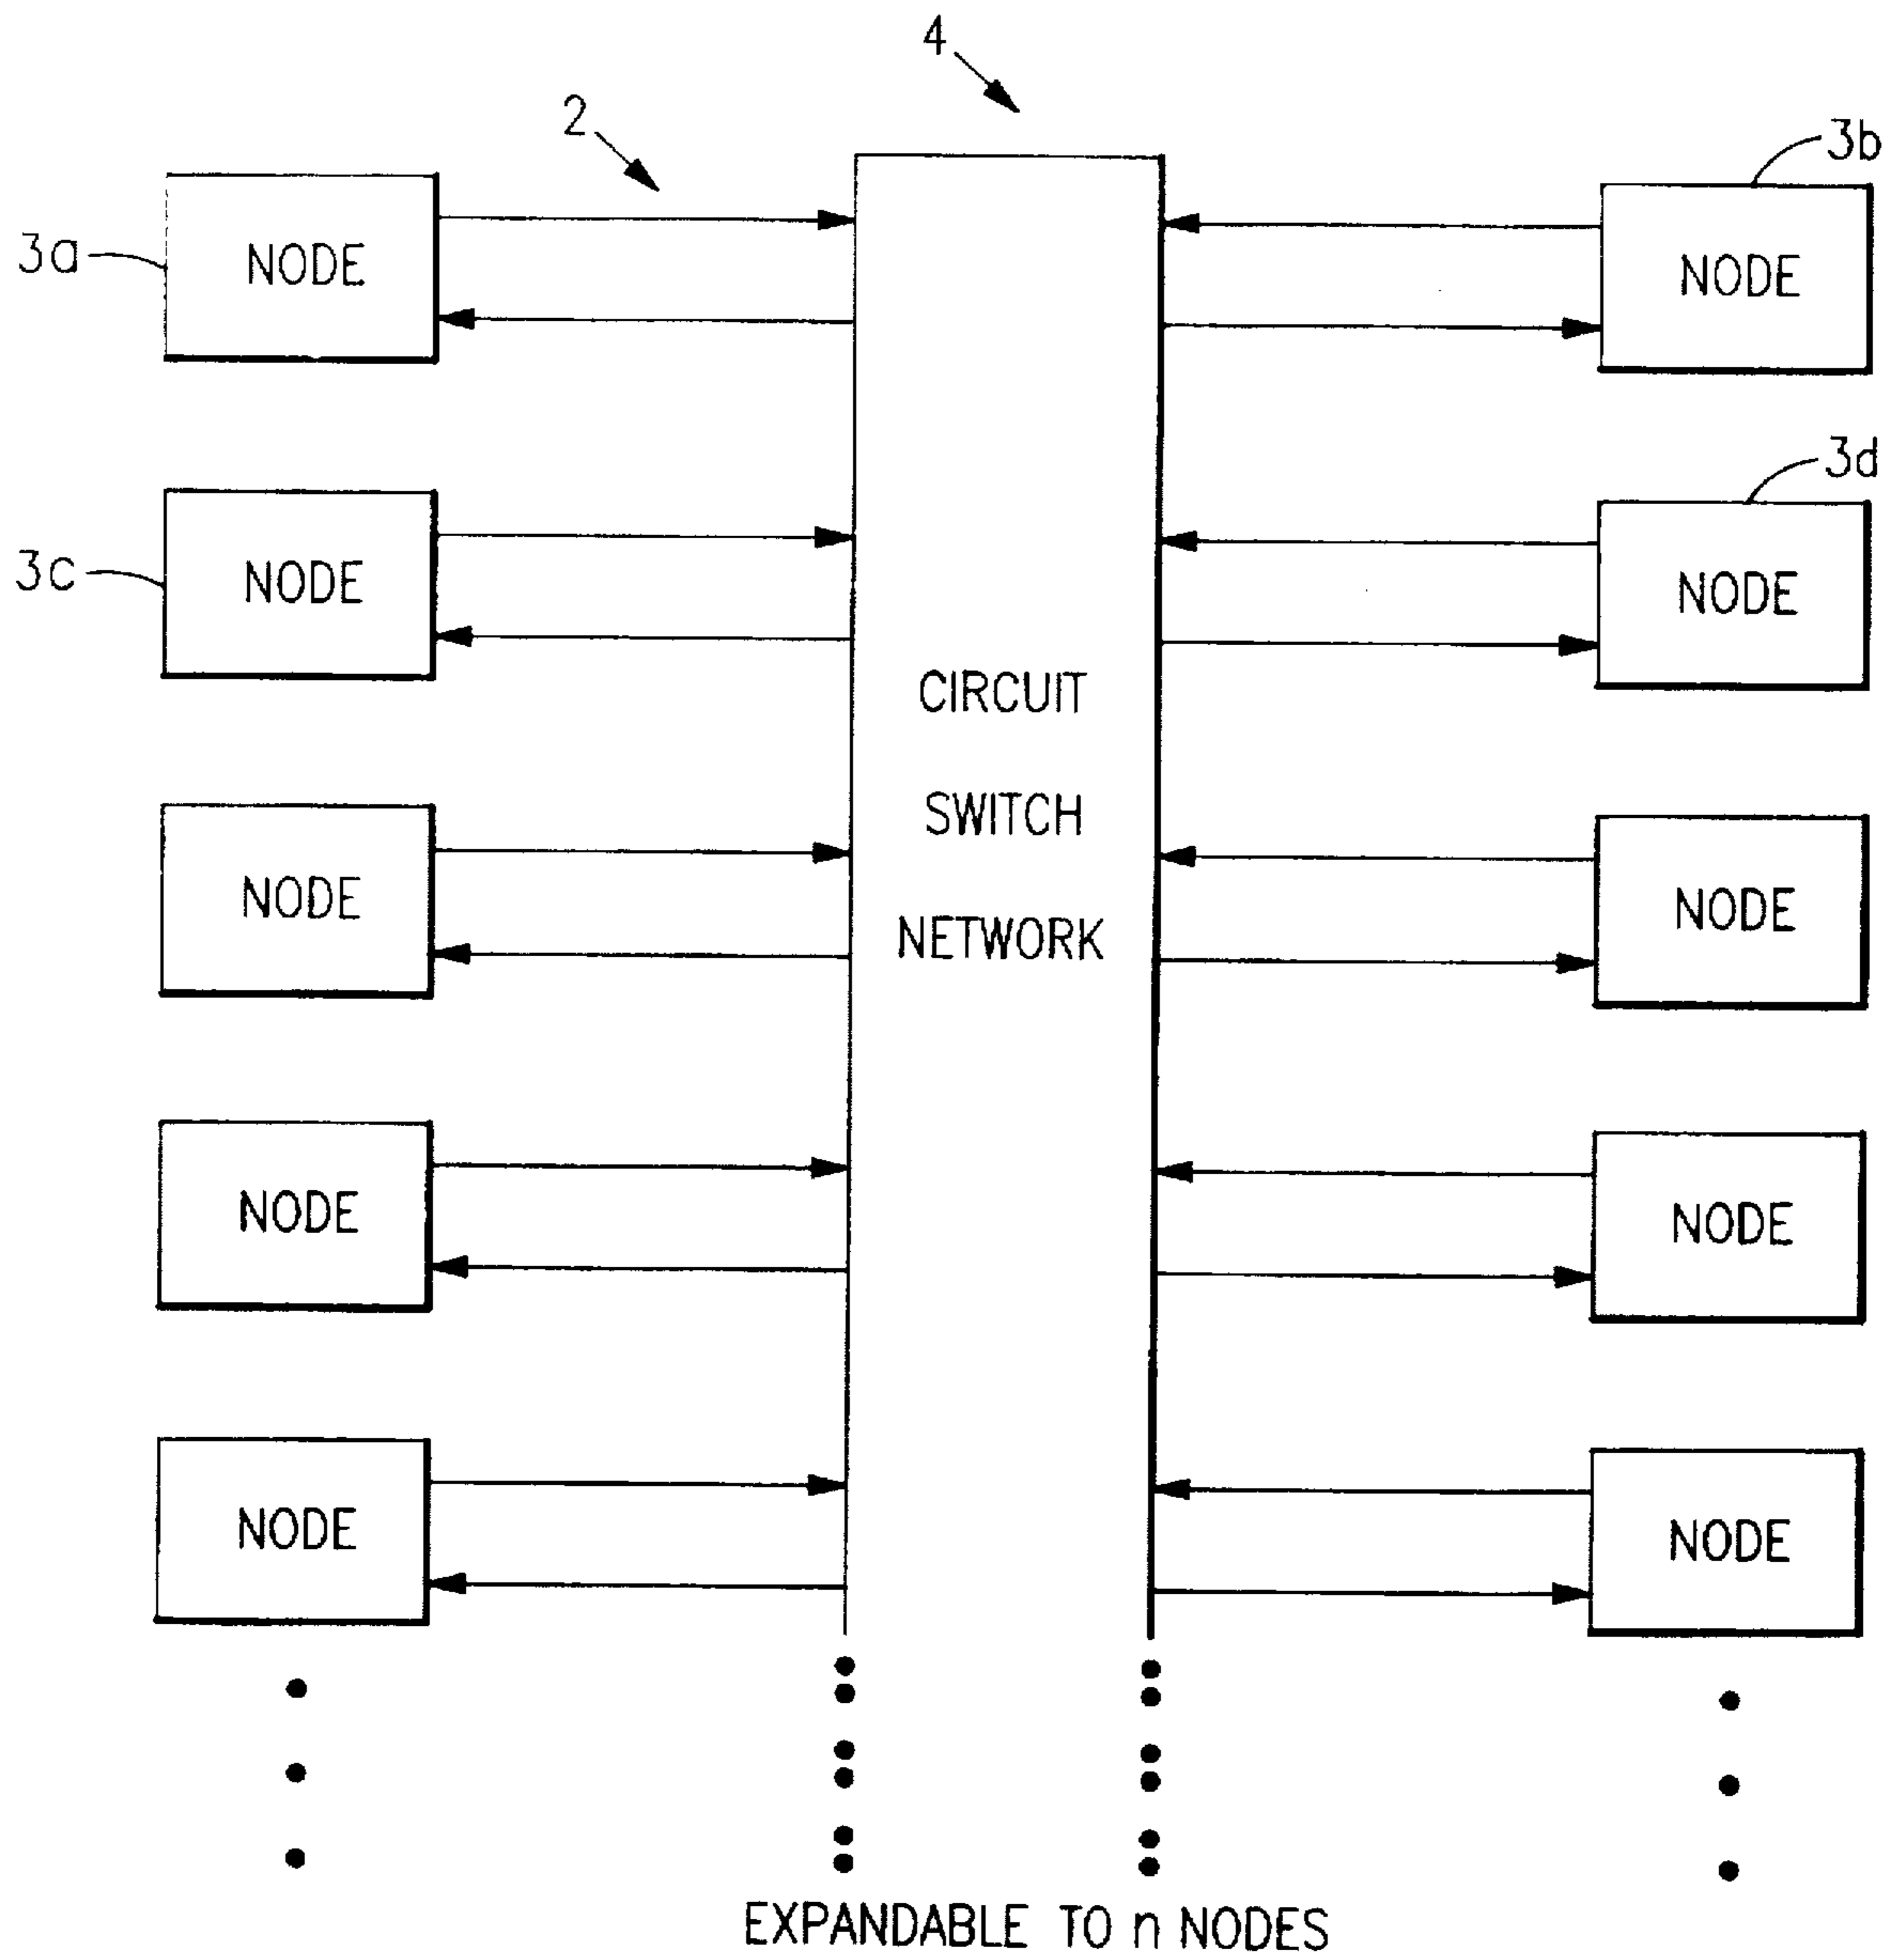 4
2
3b
3a
NODE
NODE
3d
3c
NODE
NODE
CIRCUIT
SWITCH
NETWORK
NODE
NODE
NODE
NODE
NODE
NODE
EXPANDABLE TO n NODES